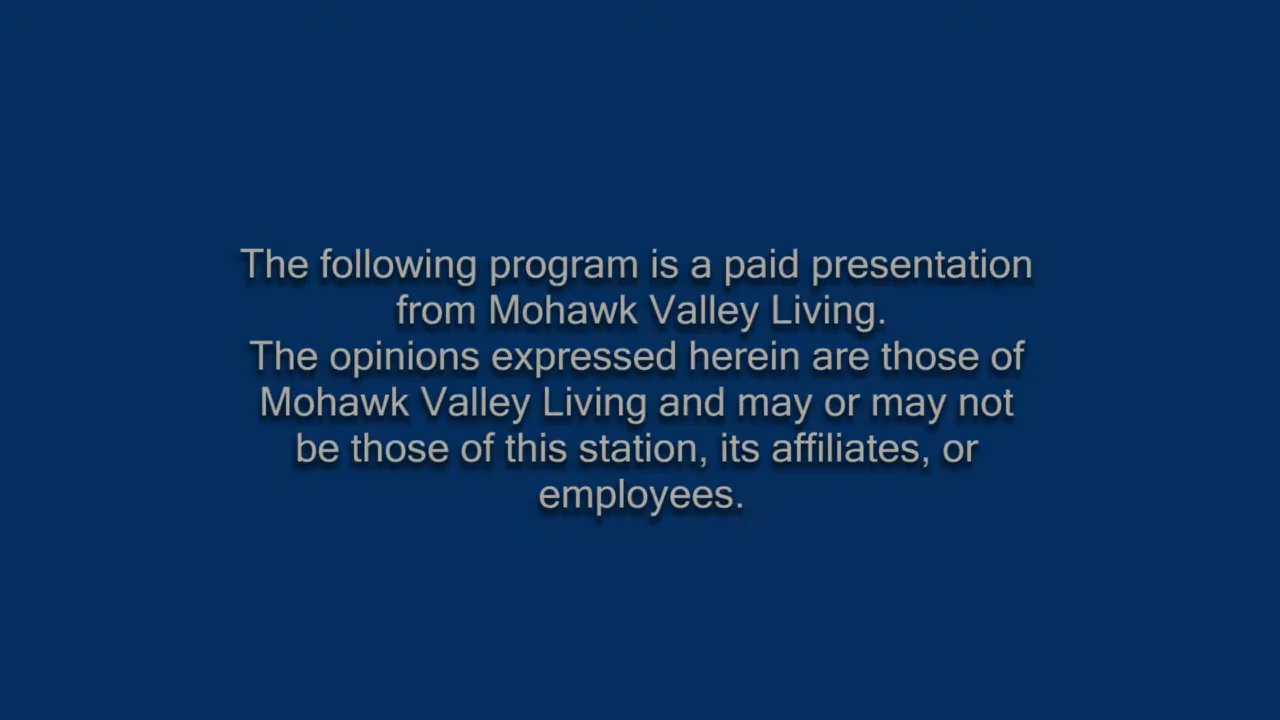 The following program is a paid presentation
from Mohawk Valley Living.
The opinions expressed herein are those of
Mohawk Valley Living and may or may not
be those of this station, its affiliates, or
employees.